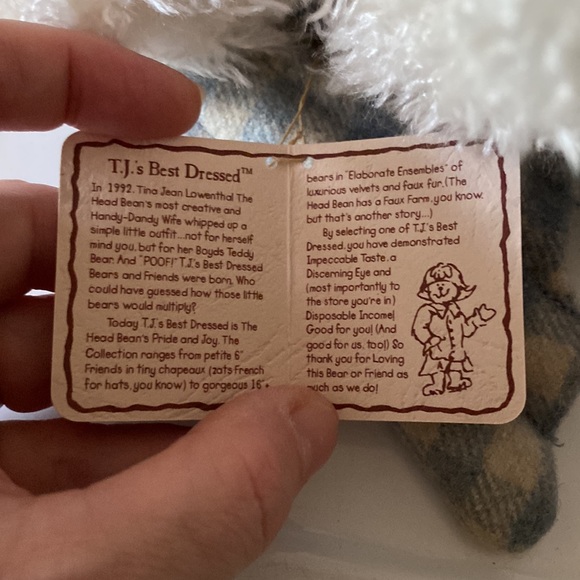 T.J.'s Best Dressed™
In 1992, Tina Jean Lowenthal The
Head Bean's most creative and
Handy-Dandy Wife whipped up a
simple little outfit...not for herself
mind you, but for her Boyds Teddy
Bear. And "POOF!" T.J.'s Best Dressed
Bears and Friends were born. Who
could have guessed how those little
bears would multiply?
Today T.J.'s Best Dressed is The
Head Bean's Pride and Joy. The
Collection ranges from petite 6"
Friends in tiny chapeaux (zats French
for hats, you know) to gorgeous 16"+
bears in "Elaborate Ensembles" of
luxurious velvets and faux fur. (The
Head Bean has a Faux Farm, you know,
but that's another story...)
By selecting one of T.J.'s Best
Dressed, you have demonstrated
Impeccable Taste, a
Discerning Eye and
(most importantly to
the store you're in)
Disposable Income!
Good for you! (And
good for us, too!) So
thank you for Loving
this Bear or Friend as
much as we do!